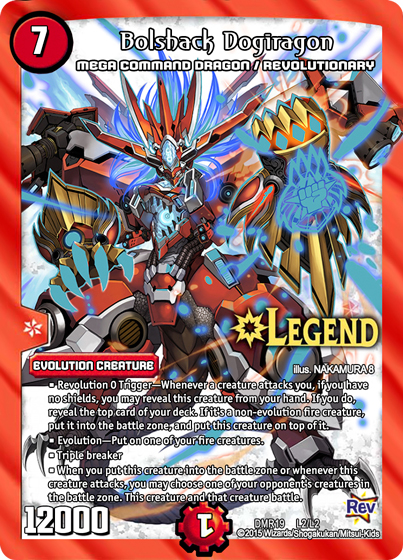 7
Bolshack Dogiragon
MEGA COMMAND DRAGON / REVOLUTIONARY
LEGEND
illus. NAKAMURA 8
EVOLUTION CREATURE
▪ Revolution 0 Trigger—Whenever a creature attacks you, if you have
no shields, you may reveal this creature from your hand. If you do,
reveal the top card of your deck. If it's a non-evolution fire creature,
put it into the battle zone, and put this creature on top of it.
▪ Evolution—Put on one of your fire creatures.
▪ Triple breaker
▪ When you put this creature into the battle zone or whenever this
creature attacks, you may choose one of your opponent's creatures in
the battle zone. This creature and that creature battle.
Rev
12000
1
DMR19 L2/L2
©2015 Wizards/Shogakukan/Mitsui-Kids